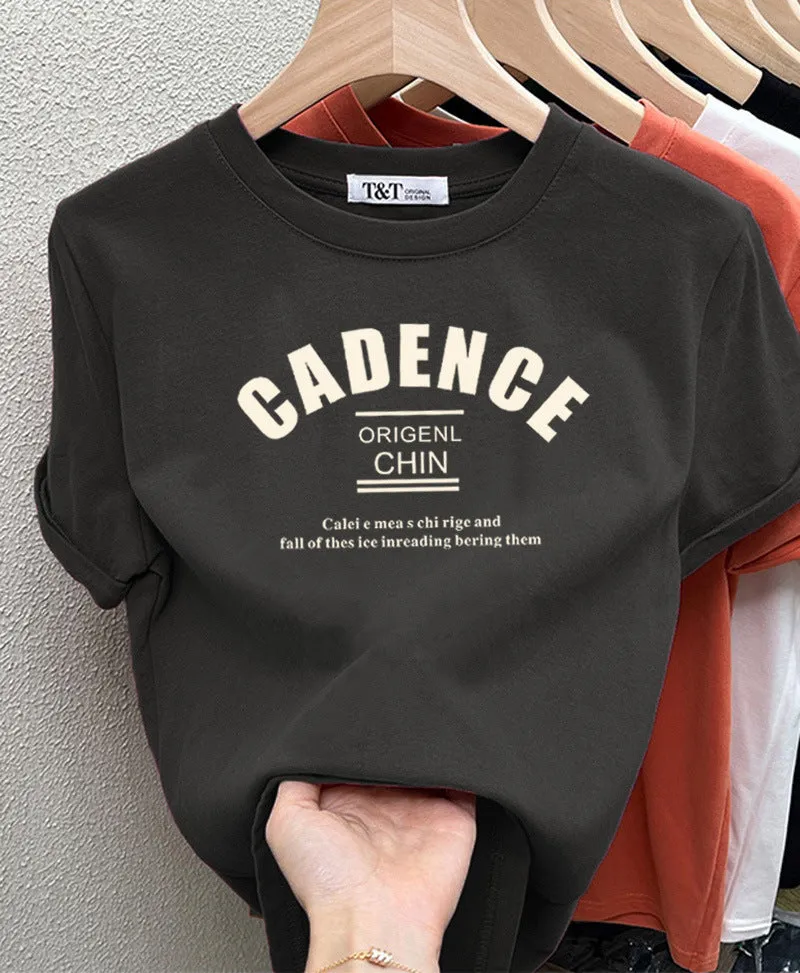 T&T ORIGINAL
DESIGN
CADENCE
ORIGENL
CHIN
Calei e mea s chi rige and
fall of thes ice inreading bering them